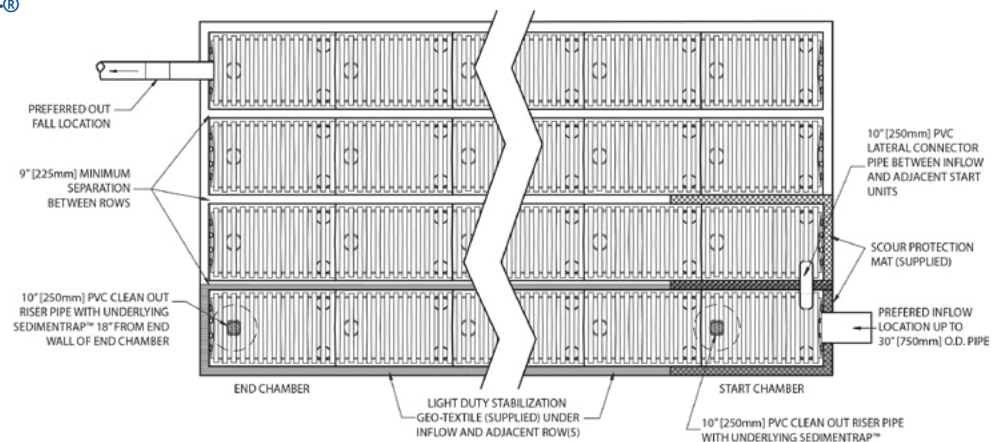 ®
PREFERRED OUT
FALL LOCATION
9" [225mm] MINIMUM
SEPARATION
BETWEEN ROWS
10" [250mm] PVC CLEAN OUT
RISER PIPE WITH UNDERLYING
SEDIMENTRAP™ 18" FROM END
WALL OF END CHAMBER
END CHAMBER
LIGHT DUTY STABILIZATION
GEO-TEXTILE (SUPPLIED) UNDER
INFLOW AND ADJACENT ROW(S)
START CHAMBER
10" [250mm] PVC
LATERAL CONNECTOR
PIPE BETWEEN INFLOW
AND ADJACENT START
UNITS
SCOUR PROTECTION
MAT (SUPPLIED)
PREFERED INFLOW
LOCATION UP TO
30" [750mm] O.D. PIPE
10" [250mm] PVC CLEAN OUT RISER PIPE
WITH UNDERLYING SEDIMENTRAP™